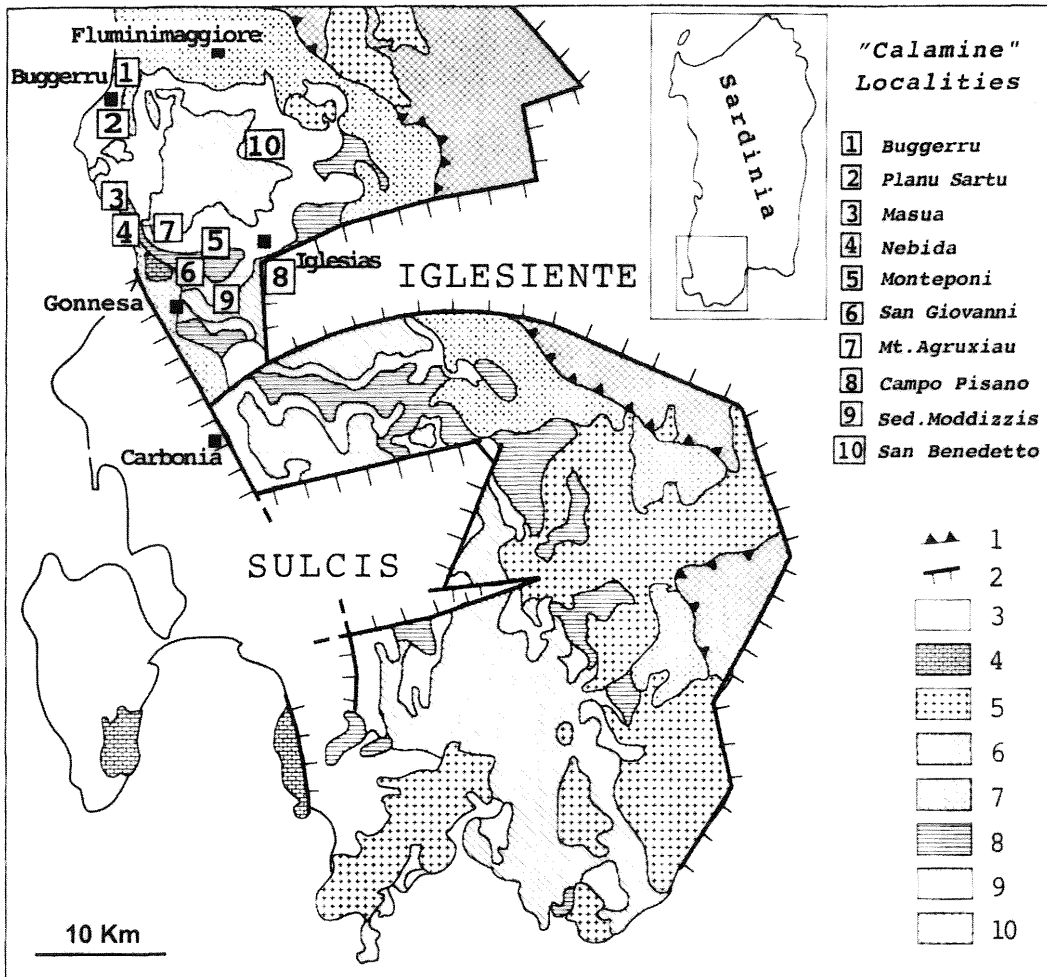 Fluminimaggiore
Buggerru
1
2
10
3
4
7
5
6
9
8
Iglesias
Gonnesa
IGLESIENTE
Carbonia
SULCIS
10 Km
Sardinia
"Calamine"
Localities
1 Buggerru
2 Planu Sartu
3 Masua
4 Nebida
5 Monteponi
6 San Giovanni
7 Mt.Agruxiau
8 Campo Pisano
9 Sed.Moddizzis
10 San Benedetto
1
2
3
4
5
6
7
8
9
10